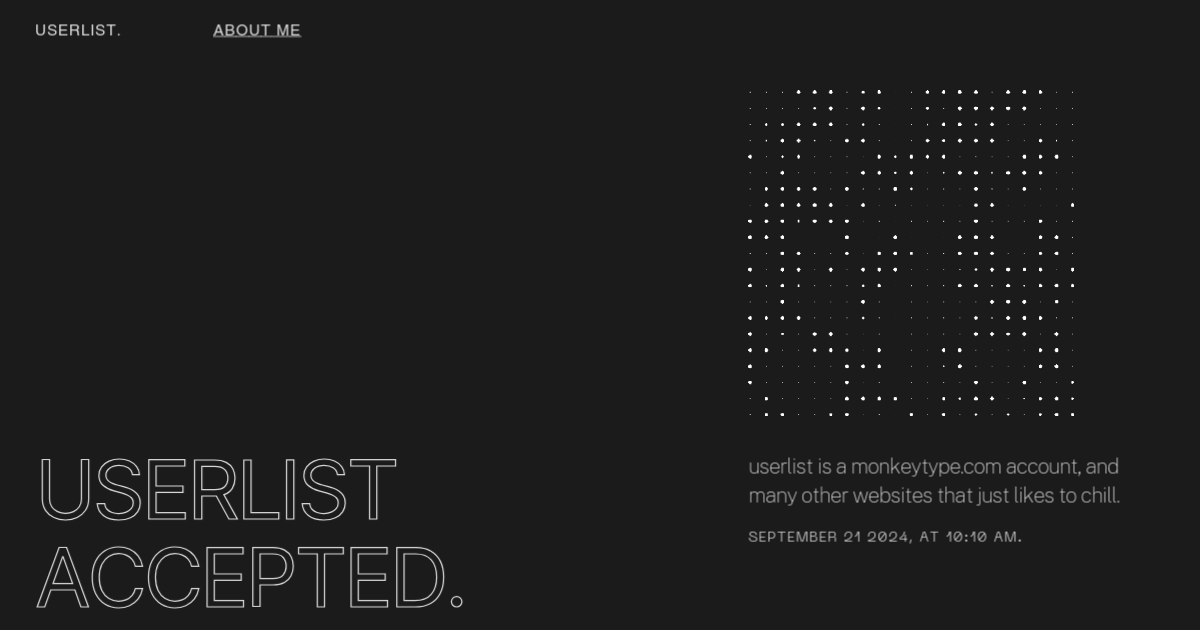 USERLIST.
ABOUT ME
userlist is a monkeytype.com account, and
many other websites that just likes to chill.
SEPTEMBER 21 2024, AT 10:10 AM.
USERLIST
ACCEPTED.